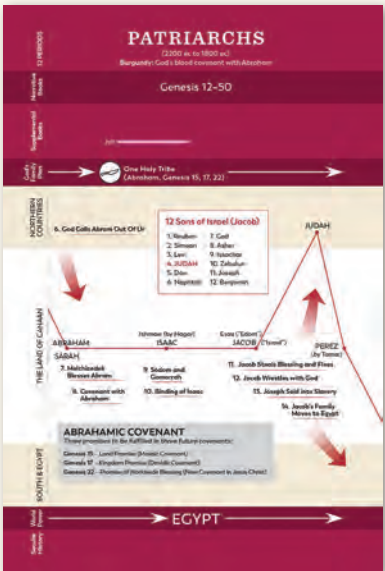 12 PERIODS
PATRIARCHS
(2200 BC to 1800 BC)
Burgundy: God's blood covenant with Abraham
Narrative
Books
Genesis 12–50
Supplemental
Books
Job
God's
Family
Plan
One Holy Tribe
(Abraham, Genesis 15, 17, 22)
NORTHERN
COUNTRIES
6. God Calls Abram Out Of Ur
12 Sons of Israel (Jacob)
1. Reuben 7. Gad
2. Simeon 8. Asher
3. Levi 9. Issachar
4. JUDAH 10. Zebulun
5. Dan 11. Joseph
6. Naphtali 12. Benjamin
JUDAH
THE LAND OF CANAAN
Ishmael (by Hagar)
Esau ("Edom")
ABRAHAM ISAAC JACOB ("Israel") PEREZ
SARAH
(by Tamar)
7. Melchizedek
Blesses Abram
8. Covenant with
Abraham
9. Sodom and
Gomorrah
10. Binding of Isaac
11. Jacob Steals Blessing and Flees
12. Jacob Wrestles with God
13. Joseph Sold into Slavery
14. Jacob's Family
Moves to Egypt
ABRAHAMIC COVENANT
Three promises to be fulfilled in three future covenants:
Genesis 15 – Land Promise (Mosaic Covenant)
Genesis 17 – Kingdom Promise (Davidic Covenant)
Genesis 22 – Promise of Worldwide Blessing (New Covenant in Jesus Christ)
SOUTH & EGYPT
World
Power
EGYPT
Secular
History